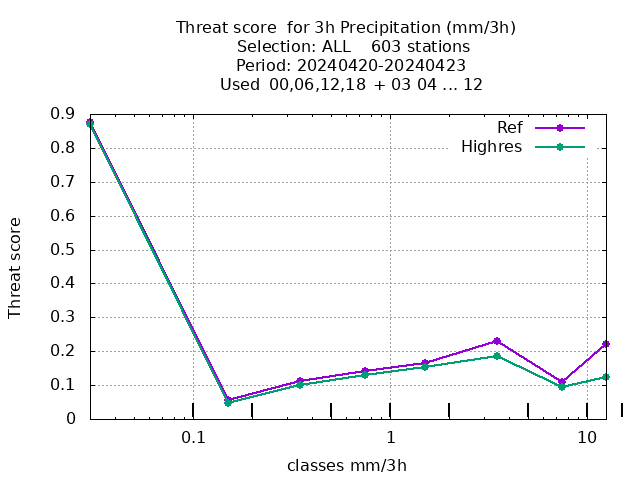 Threat score  for 3h Precipitation (mm/3h)
Selection: ALL    603 stations
Period: 20240420-20240423
Used  00,06,12,18  + 03 04 ... 12
Ref
Highres
0.9
0.8
0.7
0.6
0.5
0.4
0.3
0.2
0.1
0
Threat score
0.1 1 10
classes mm/3h